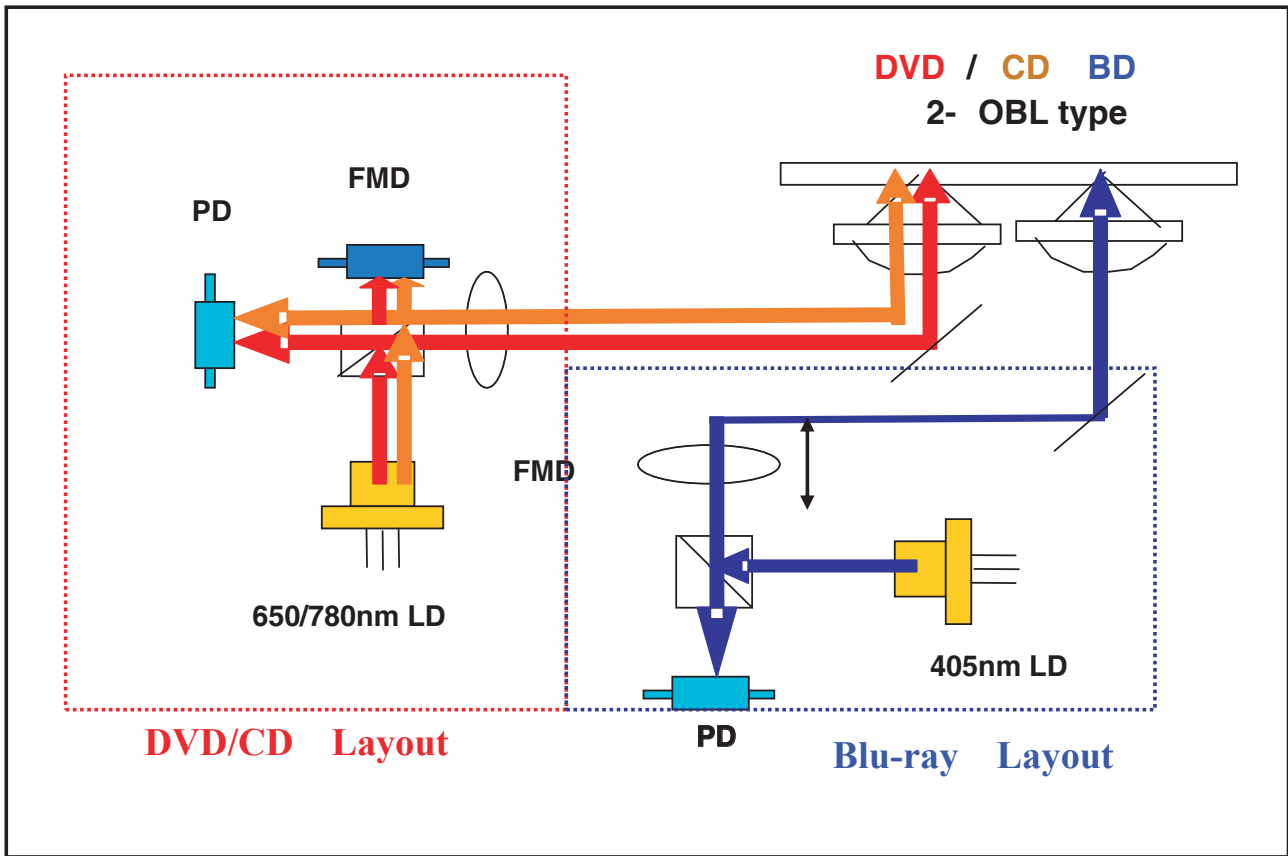 DVD / CD BD
2- OBL type
FMD
PD
FMD
650/780nm LD
405nm LD
PD
DVD/CD Layout
Blu-ray Layout